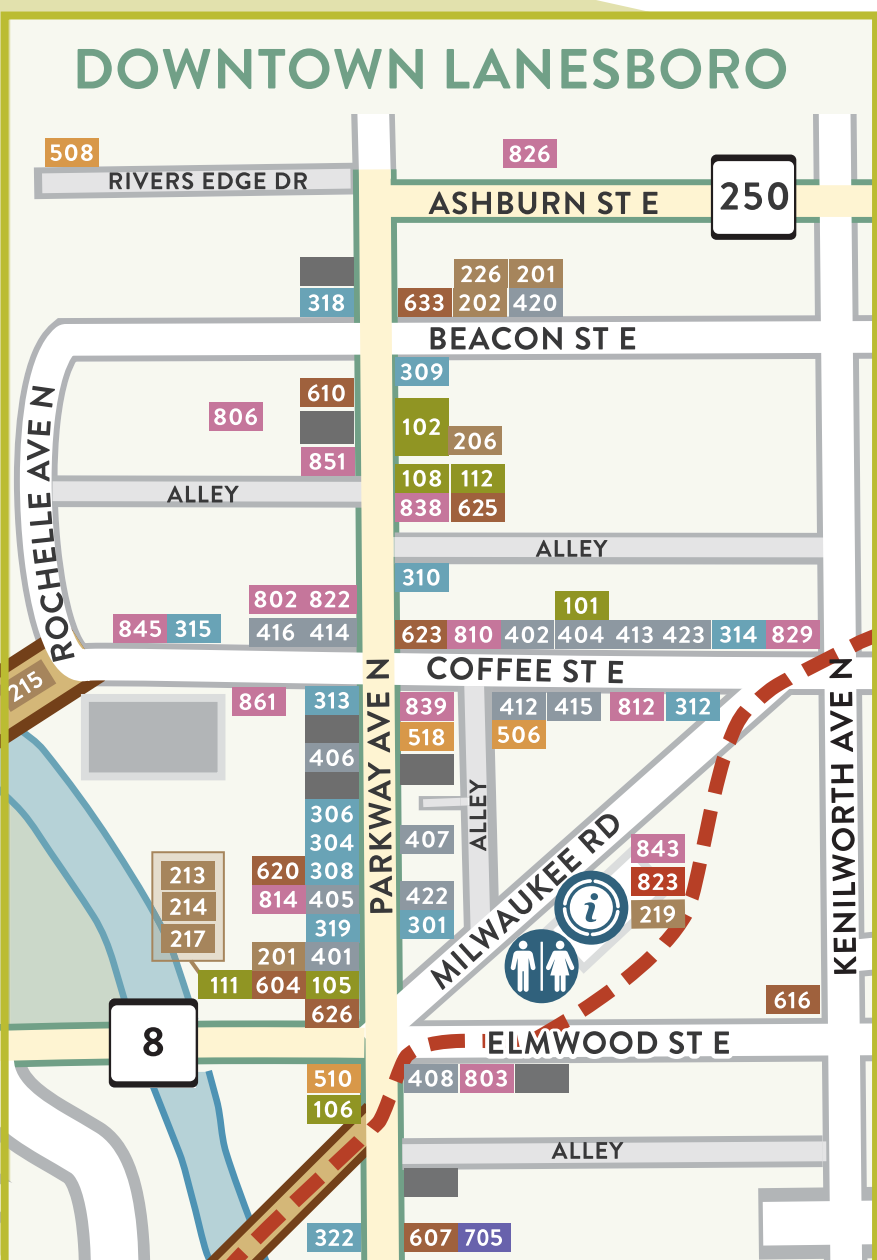 DOWNTOWN LANESBORO
508
826
RIVERS EDGE DR
ASHBURN ST E
250
226 201
318
633 202 420
BEACON ST E
309
610
806
102
206
851
108 112
ALLEY
838 625
ROCHELLE AVE N
ALLEY
310
802 822
101
845 315
416 414
623 810 402 404 413 423 314 829
215
COFFEE ST E
861 313
839
412 415 812 312
518
506
406
PARKWAY AVE N
ALLEY
KENILWORTH AVE N
306
304
407
MILWAUKEE RD
843
213
620 308
823
214
814 405
422
i
219
217
319
301
201 401
111 604 105
616
626
8
ELMWOOD ST E
510
408 803
106
ALLEY
322
607 705